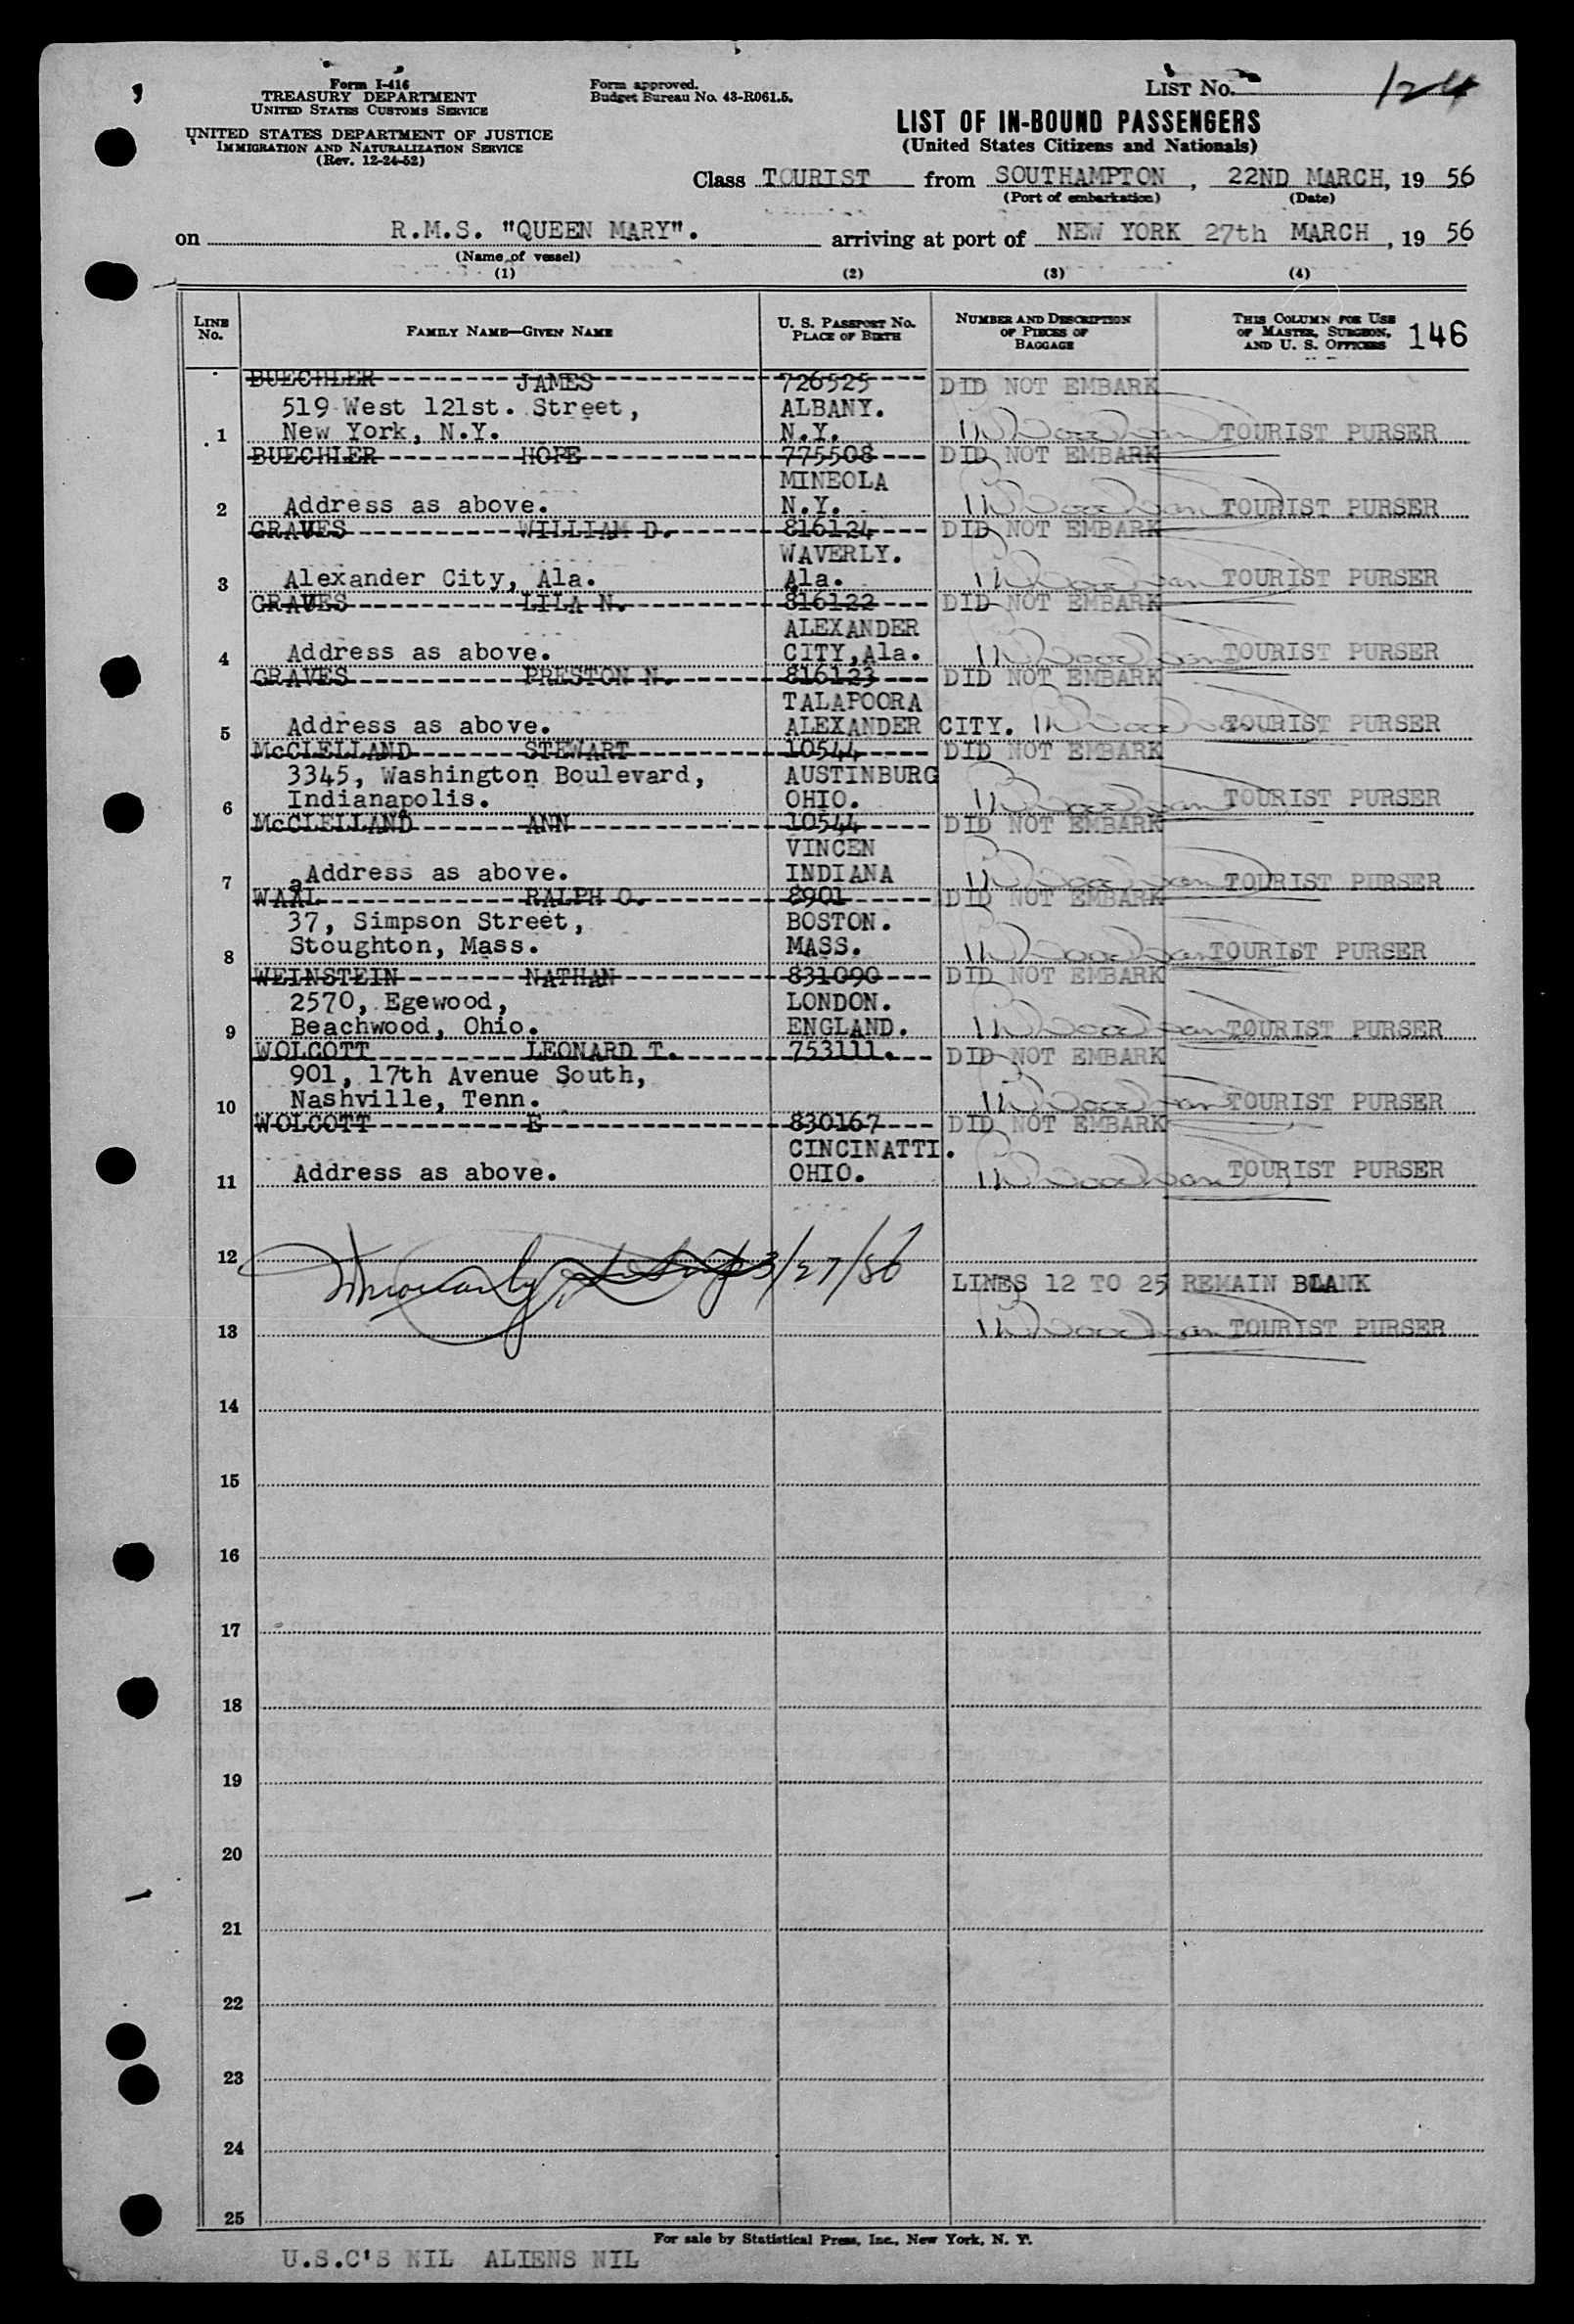 Form I-416
TREASURY DEPARTMENT
UNITED STATES CUSTOMS SERVICE
UNITED STATES DEPARTMENT OF JUSTICE
IMMIGRATION AND NATURALIZATION SERVICE
(Rev. 12-24-52)
Form approved.
Budget Bureau No. 43-R061.5.
LIST No. 124
LIST OF IN-BOUND PASSENGERS
(United States Citizens and Nationals)
Class TOURIST from SOUTHAMPTON , 22ND MARCH, 19 56
(Port of embarkation) (Date)
on R.M.S. "QUEEN MARY". arriving at port of NEW YORK 27th MARCH , 19 56
(Name of vessel)
(1) (2) (3) (4)
LINE No. FAMILY NAME—GIVEN NAME U. S. PASSPORT No. PLACE OF BIRTH NUMBER AND DESCRIPTION OF PIECES OF BAGGAGE THIS COLUMN FOR USE OF MASTER, SURGEON, AND U. S. OFFICERS 146
BUECHLER JAMES 726525 DID NOT EMBARK
519 West 121st. Street, ALBANY.
1 New York, N.Y. N.Y. TOURIST PURSER
BUECHLER HOPE 775508 DID NOT EMBARK
MINEOLA
2 Address as above. N.Y. TOURIST PURSER
GRAVES WILLIAM D. 816124 DID NOT EMBARK
WAVERLY.
3 Alexander City, Ala. Ala. TOURIST PURSER
GRAVES LILA N. 816122 DID NOT EMBARK
ALEXANDER
4 Address as above. CITY,Ala. TOURIST PURSER
GRAVES PRESTON N. 816123 DID NOT EMBARK
TALAPOORA
5 Address as above. ALEXANDER CITY. TOURIST PURSER
McCLELLAND STEWART 10544 DID NOT EMBARK
3345, Washington Boulevard, AUSTINBURG
6 Indianapolis. OHIO. TOURIST PURSER
McCLELLAND ANN 10544 DID NOT EMBARK
VINCEN
7 Address as above. INDIANA TOURIST PURSER
WAAL RALPH O. 8901 DID NOT EMBARK
37, Simpson Street, BOSTON.
8 Stoughton, Mass. MASS. TOURIST PURSER
WEINSTEIN NATHAN 831090 DID NOT EMBARK
2570, Egewood, LONDON.
9 Beachwood, Ohio. ENGLAND. TOURIST PURSER
WOLCOTT LEONARD T. 753111. DID NOT EMBARK
901, 17th Avenue South,
10 Nashville, Tenn. TOURIST PURSER
WOLCOTT E 830167 DID NOT EMBARK
CINCINATTI.
11 Address as above. OHIO. TOURIST PURSER
12 3/27/56
LINES 12 TO 25 REMAIN BLANK
13 TOURIST PURSER
14
15
16
17
18
19
20
21
22
23
24
25
For sale by Statistical Press, Inc., New York, N. Y.
U.S.C'S NIL ALIENS NIL